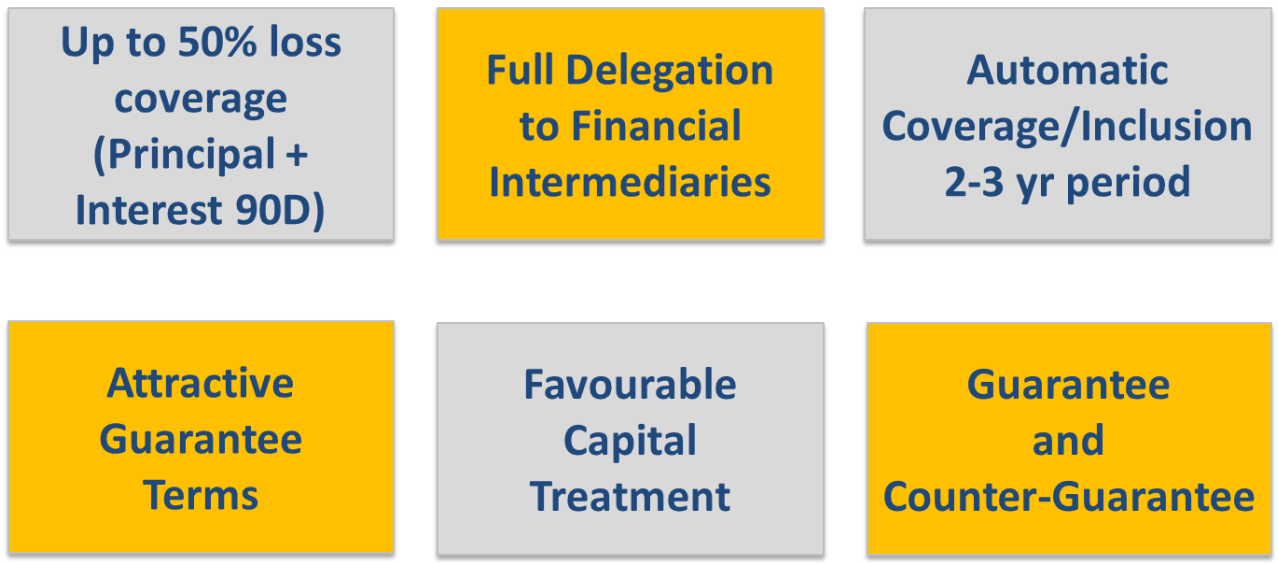 Up to 50% loss
coverage
(Principal +
Interest 90D)
Full Delegation
to Financial
Intermediaries
Automatic
Coverage/Inclusion
2-3 yr period
Attractive
Guarantee
Terms
Favourable
Capital
Treatment
Guarantee
and
Counter-Guarantee